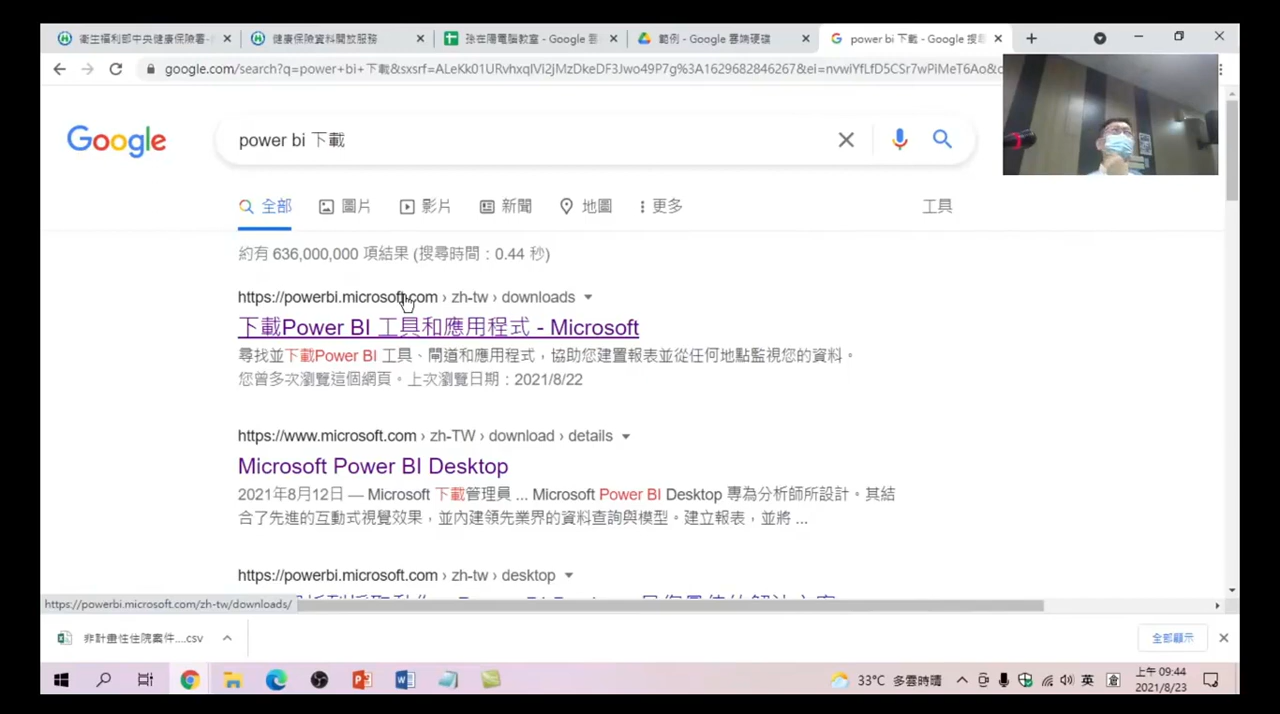 衛生福利部中央健康保險署-
健康保險資料開放服務
孫在陽電腦教室 - Google 雲
範例 - Google 雲端硬碟
power bi 下載 - Google 搜尋
google.com/search?q=power+bi+下載&sxsrf=ALeKk01URvhxqIVi2jMzDkeDF3Jwo49P7g%3A1629682846267&ei=nvwiYfLfD5CSr7wPiMeT6Ao&
Google
power bi 下載
全部
圖片
影片
新聞
地圖
更多
工具
約有 636,000,000 項結果 (搜尋時間：0.44 秒)
https://powerbi.microsoft.com › zh-tw › downloads
下載Power BI 工具和應用程式 - Microsoft
尋找並下載Power BI 工具、閘道和應用程式，協助您建置報表並從任何地點監視您的資料。
您曾多次瀏覽這個網頁。上次瀏覽日期：2021/8/22
https://www.microsoft.com › zh-TW › download › details
Microsoft Power BI Desktop
2021年8月12日 — Microsoft 下載管理員 ... Microsoft Power BI Desktop 專為分析師所設計。其結
合了先進的互動式視覺效果，並內建領先業界的資料查詢與模型。建立報表，並將 ...
https://powerbi.microsoft.com › zh-tw › desktop
https://powerbi.microsoft.com/zh-tw/downloads/
非計畫性住院案件....csv
全部顯示
33°C 多雲時晴
英
倉
上午 09:44
2021/8/23